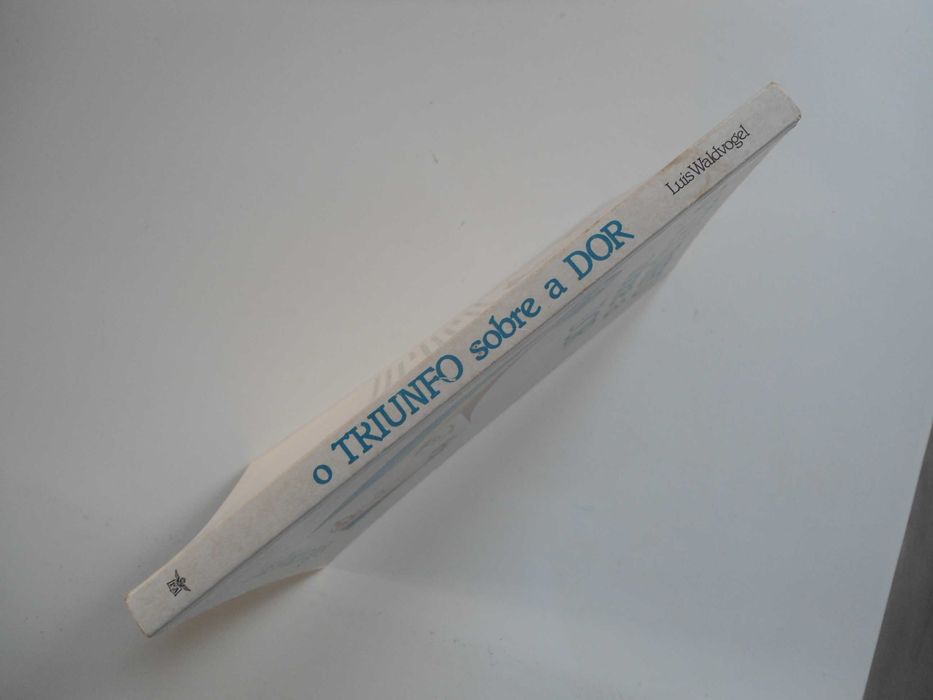 o TRIUNFO sobre a DOR
Luis Waldvogel